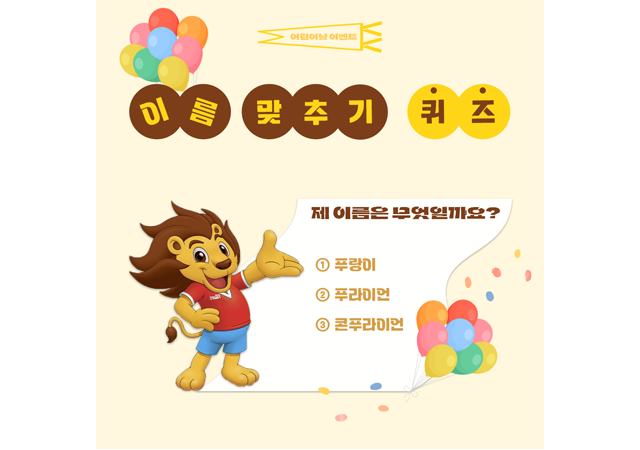 어린이날 이벤트
이름 맞추기 퀴즈
제 이름은 무엇일까요?
① 푸랑이
② 푸라이언
③ 콘푸라이언